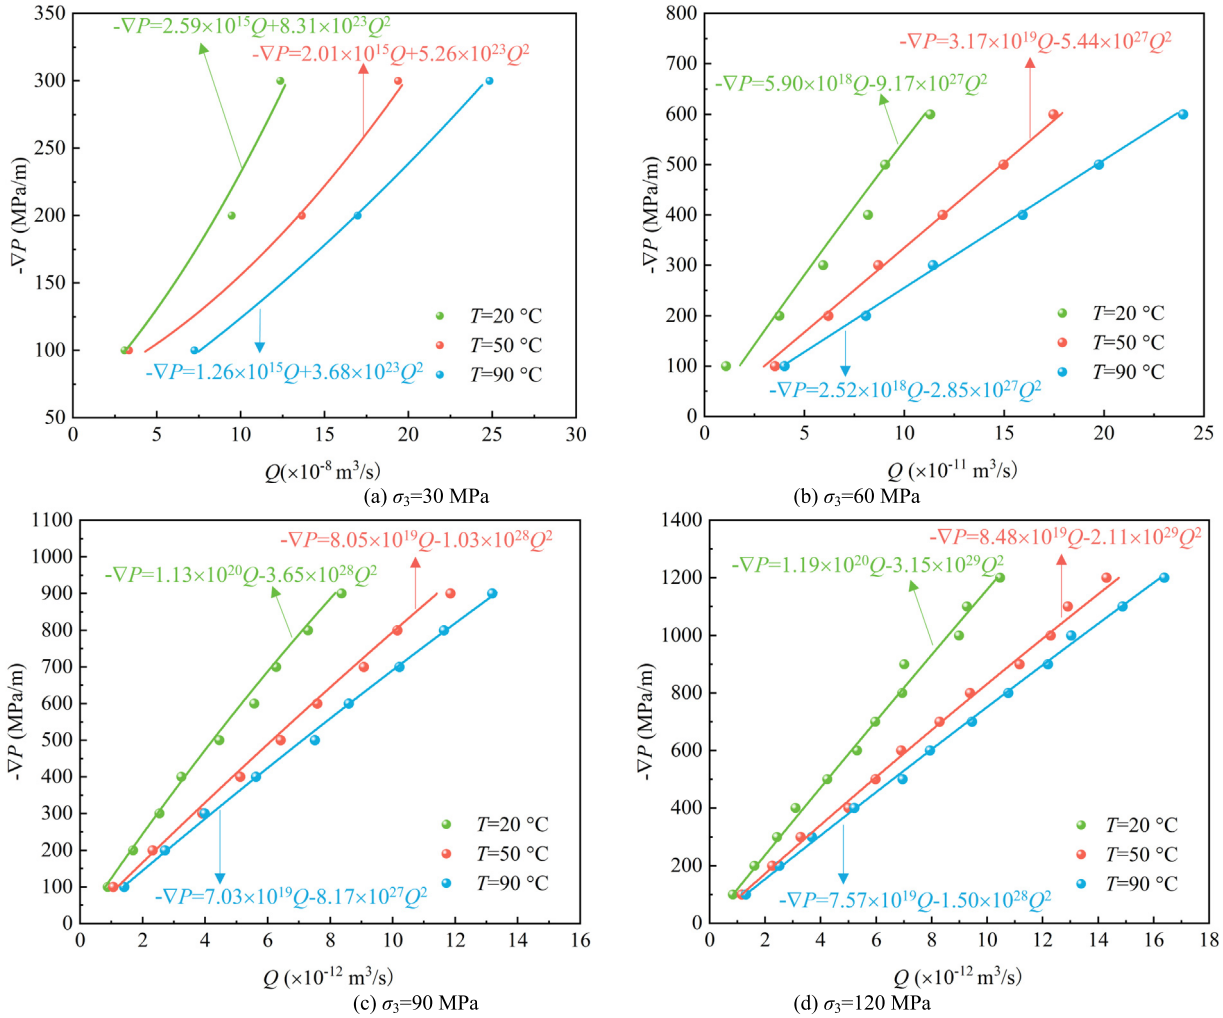 -∇P=2.59×10¹⁵Q+8.31×10²³Q²
-∇P=2.01×10¹⁵Q+5.26×10²³Q²
350
300
250
200
150
100
50
-∇P (MPa/m)
T=20 °C
T=50 °C
T=90 °C
-∇P=1.26×10¹⁵Q+3.68×10²³Q²
0 5 10 15 20 25 30
Q(×10⁻⁸ m³/s)
(a) σ₃=30 MPa
-∇P=3.17×10¹⁹Q-5.44×10²⁷Q²
-∇P=5.90×10¹⁸Q-9.17×10²⁷Q²
800
700
600
500
400
300
200
100
0
-∇P (MPa/m)
T=20 °C
T=50 °C
T=90 °C
-∇P=2.52×10¹⁸Q-2.85×10²⁷Q²
0 5 10 15 20 25
Q (×10⁻¹¹ m³/s)
(b) σ₃=60 MPa
-∇P=8.05×10¹⁹Q-1.03×10²⁸Q²
-∇P=1.13×10²⁰Q-3.65×10²⁸Q²
1100
1000
900
800
700
600
500
400
300
200
100
0
-∇P (MPa/m)
T=20 °C
T=50 °C
T=90 °C
-∇P=7.03×10¹⁹Q-8.17×10²⁷Q²
0 2 4 6 8 10 12 14 16
Q (×10⁻¹² m³/s)
(c) σ₃=90 MPa
-∇P=8.48×10¹⁹Q-2.11×10²⁹Q²
-∇P=1.19×10²⁰Q-3.15×10²⁹Q²
1400
1200
1000
800
600
400
200
0
-∇P (MPa/m)
T=20 °C
T=50 °C
T=90 °C
-∇P=7.57×10¹⁹Q-1.50×10²⁸Q²
0 2 4 6 8 10 12 14 16 18
Q (×10⁻¹² m³/s)
(d) σ₃=120 MPa